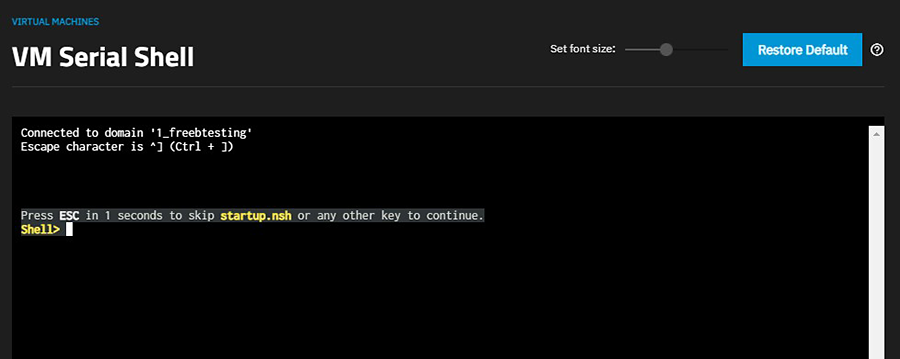 VIRTUAL MACHINES
VM Serial Shell
Set font size:
Restore Default
Connected to domain '1_freebtesting'
Escape character is ^] (Ctrl + ])
Press ESC in 1 seconds to skip startup.nsh or any other key to continue.
Shell>